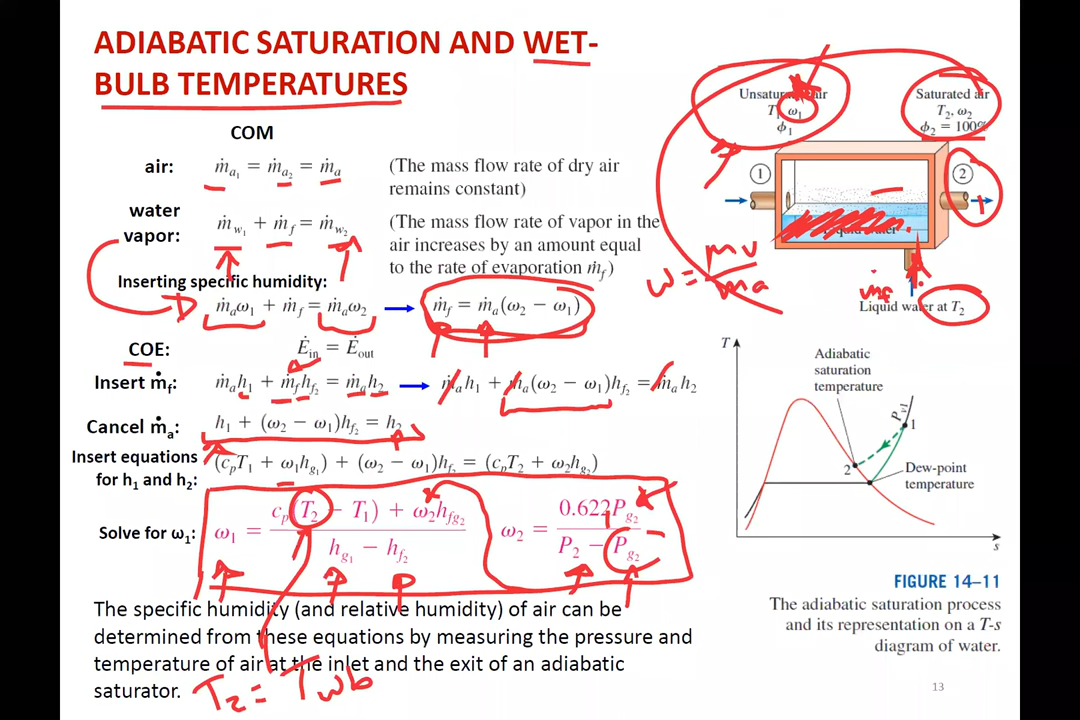 ADIABATIC SATURATION AND WET-
BULB TEMPERATURES
COM
air: ṁa₁ = ṁa₂ = ṁa (The mass flow rate of dry air
remains constant)
water
vapor: ṁw₁ + ṁf = ṁw₂ (The mass flow rate of vapor in the
air increases by an amount equal
to the rate of evaporation ṁf)
Inserting specific humidity:
ṁaω₁ + ṁf = ṁaω₂ → ṁf = ṁa(ω₂ − ω₁)
COE: Ėin = Ėout
Insert ṁf: ṁah₁ + ṁfhf₂ = ṁah₂ → ṁah₁ + ṁa(ω₂ − ω₁)hf₂ = ṁah₂
Cancel ṁa: h₁ + (ω₂ − ω₁)hf₂ = h₂
Insert equations
for h₁ and h₂: (cpT₁ + ω₁hg₁) + (ω₂ − ω₁)hf₂ = (cpT₂ + ω₂hg₂)
Solve for ω₁: ω₁ = (cp(T₂ − T₁) + ω₂hfg₂) / (hg₁ − hf₂)
ω₂ = 0.622Pg₂ / (P₂ − Pg₂)
The specific humidity (and relative humidity) of air can be
determined from these equations by measuring the pressure and
temperature of air at the inlet and the exit of an adiabatic
saturator.
T₂ = Twb
Unsaturated air
T₁, ω₁
ϕ₁
Saturated air
T₂, ω₂
ϕ₂ = 100%
1
2
Liquid water
ω = mv / ma
ṁf
Liquid water at T₂
T
Adiabatic
saturation
temperature
Pv1
1
2
Dew-point
temperature
s
FIGURE 14–11
The adiabatic saturation process
and its representation on a T-s
diagram of water.
13